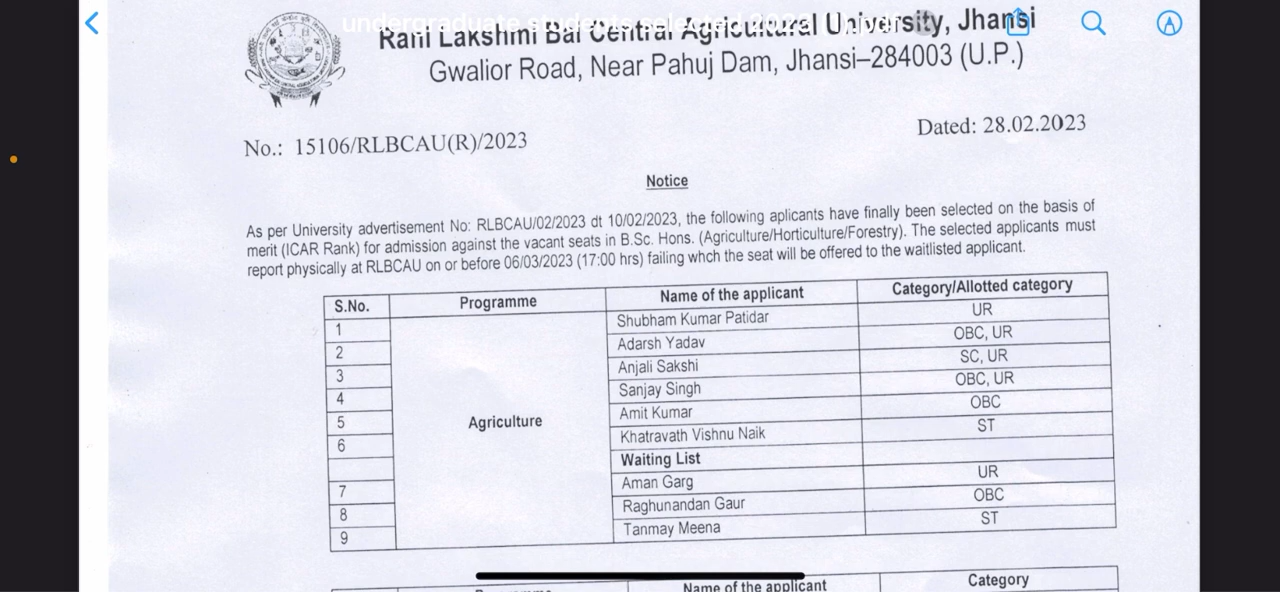 undergraduate students selected 2023
Rani Lakshmi Bai Central Agricultural University, Jhansi
Gwalior Road, Near Pahuj Dam, Jhansi–284003 (U.P.)
No.: 15106/RLBCAU(R)/2023
Dated: 28.02.2023
Notice
As per University advertisement No: RLBCAU/02/2023 dt 10/02/2023, the following aplicants have finally been selected on the basis of
merit (ICAR Rank) for admission against the vacant seats in B.Sc. Hons. (Agriculture/Horticulture/Forestry). The selected applicants must
report physically at RLBCAU on or before 06/03/2023 (17:00 hrs) failing whch the seat will be offered to the waitlisted applicant.
S.No. Programme Name of the applicant Category/Allotted category
1 Shubham Kumar Patidar UR
2 Adarsh Yadav OBC, UR
3 Anjali Sakshi SC, UR
4 Sanjay Singh OBC, UR
5 Agriculture Amit Kumar OBC
6 Khatravath Vishnu Naik ST
Waiting List
7 Aman Garg UR
8 Raghunandan Gaur OBC
9 Tanmay Meena ST
Name of the applicant Category